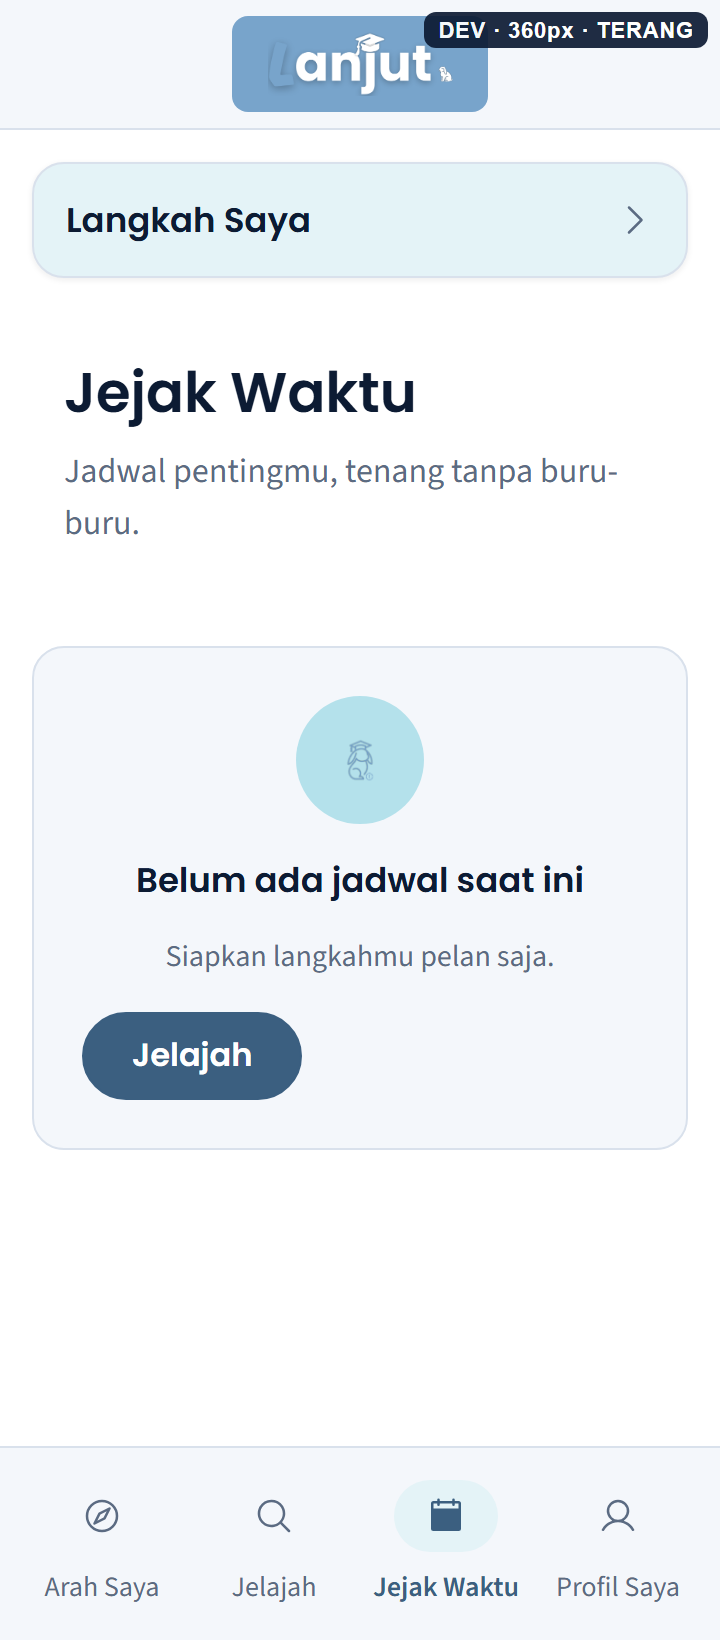 Lanjut
DEV · 360px · TERANG
Langkah Saya
Jejak Waktu
Jadwal pentingmu, tenang tanpa buru-
buru.
Belum ada jadwal saat ini
Siapkan langkahmu pelan saja.
Jelajah
Arah Saya
Jelajah
Jejak Waktu
Profil Saya